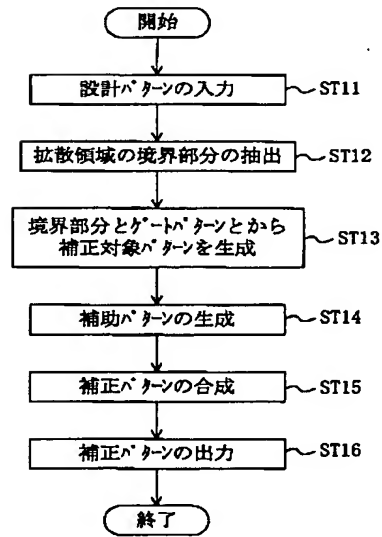 開始
設計ﾊﾟﾀｰﾝの入力
ST11
拡散領域の境界部分の抽出
ST12
境界部分とｹﾞｰﾄﾊﾟﾀｰﾝとから
補正対象ﾊﾟﾀｰﾝを生成
ST13
補助ﾊﾟﾀｰﾝの生成
ST14
補正ﾊﾟﾀｰﾝの合成
ST15
補正ﾊﾟﾀｰﾝの出力
ST16
終了